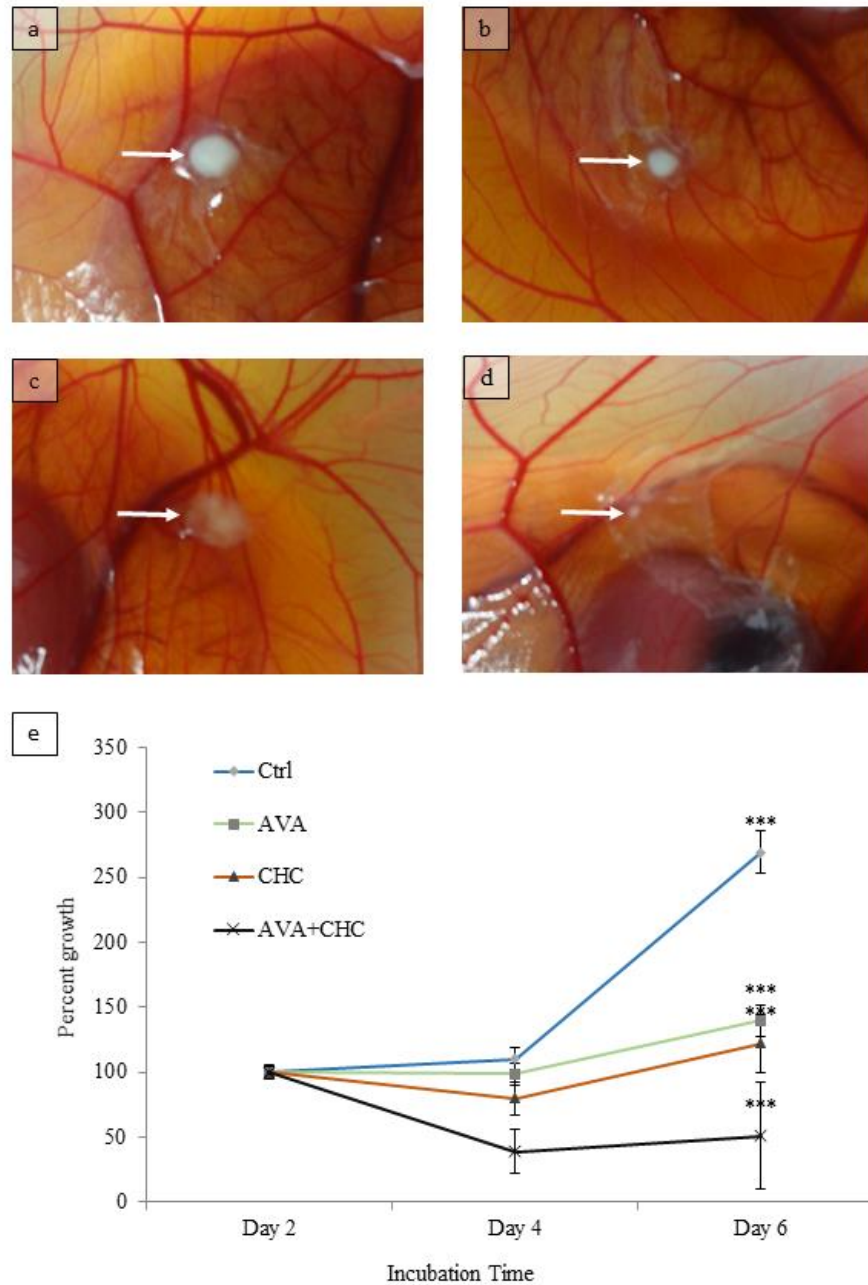 a
b
c
d
e
350
300
250
200
150
100
50
0
Percent growth
Ctrl
AVA
CHC
AVA+CHC
***
***
***
***
Day 2
Day 4
Day 6
Incubation Time